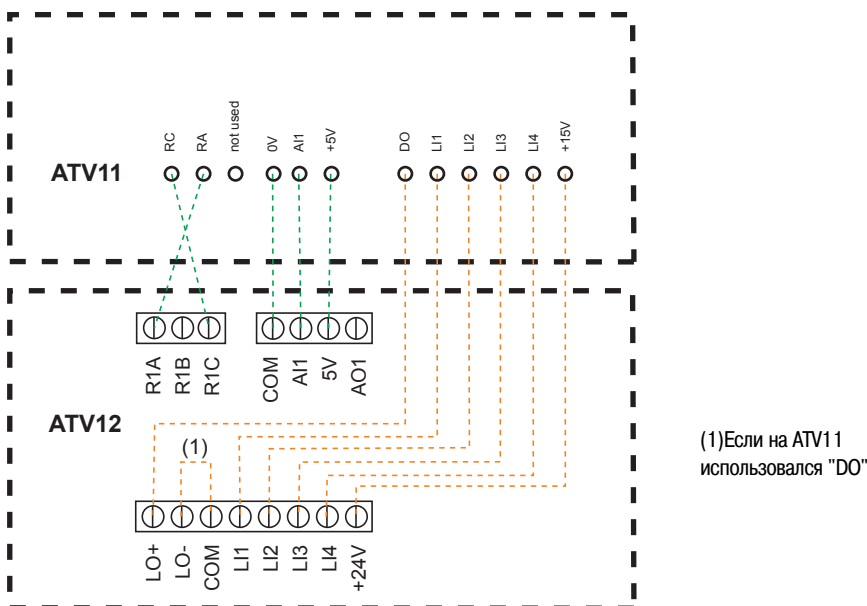 RC
RA
not used
0V
AI1
+5V
DO
LI1
LI2
LI3
LI4
+15V
ATV11
R1A
R1B
R1C
COM
AI1
5V
AO1
ATV12
(1)
(1)Если на ATV11
использовался "DO"
LO+
LO-
COM
LI1
LI2
LI3
LI4
+24V